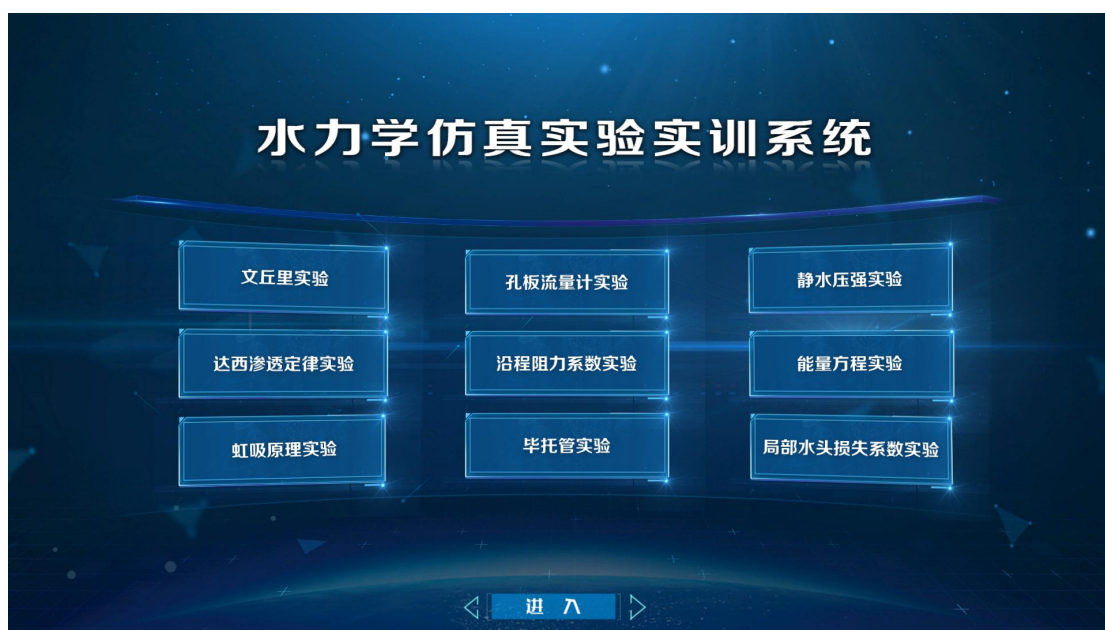 水力学仿真实验实训系统
文丘里实验
孔板流量计实验
静水压强实验
达西渗透定律实验
沿程阻力系数实验
能量方程实验
虹吸原理实验
毕托管实验
局部水头损失系数实验
进入